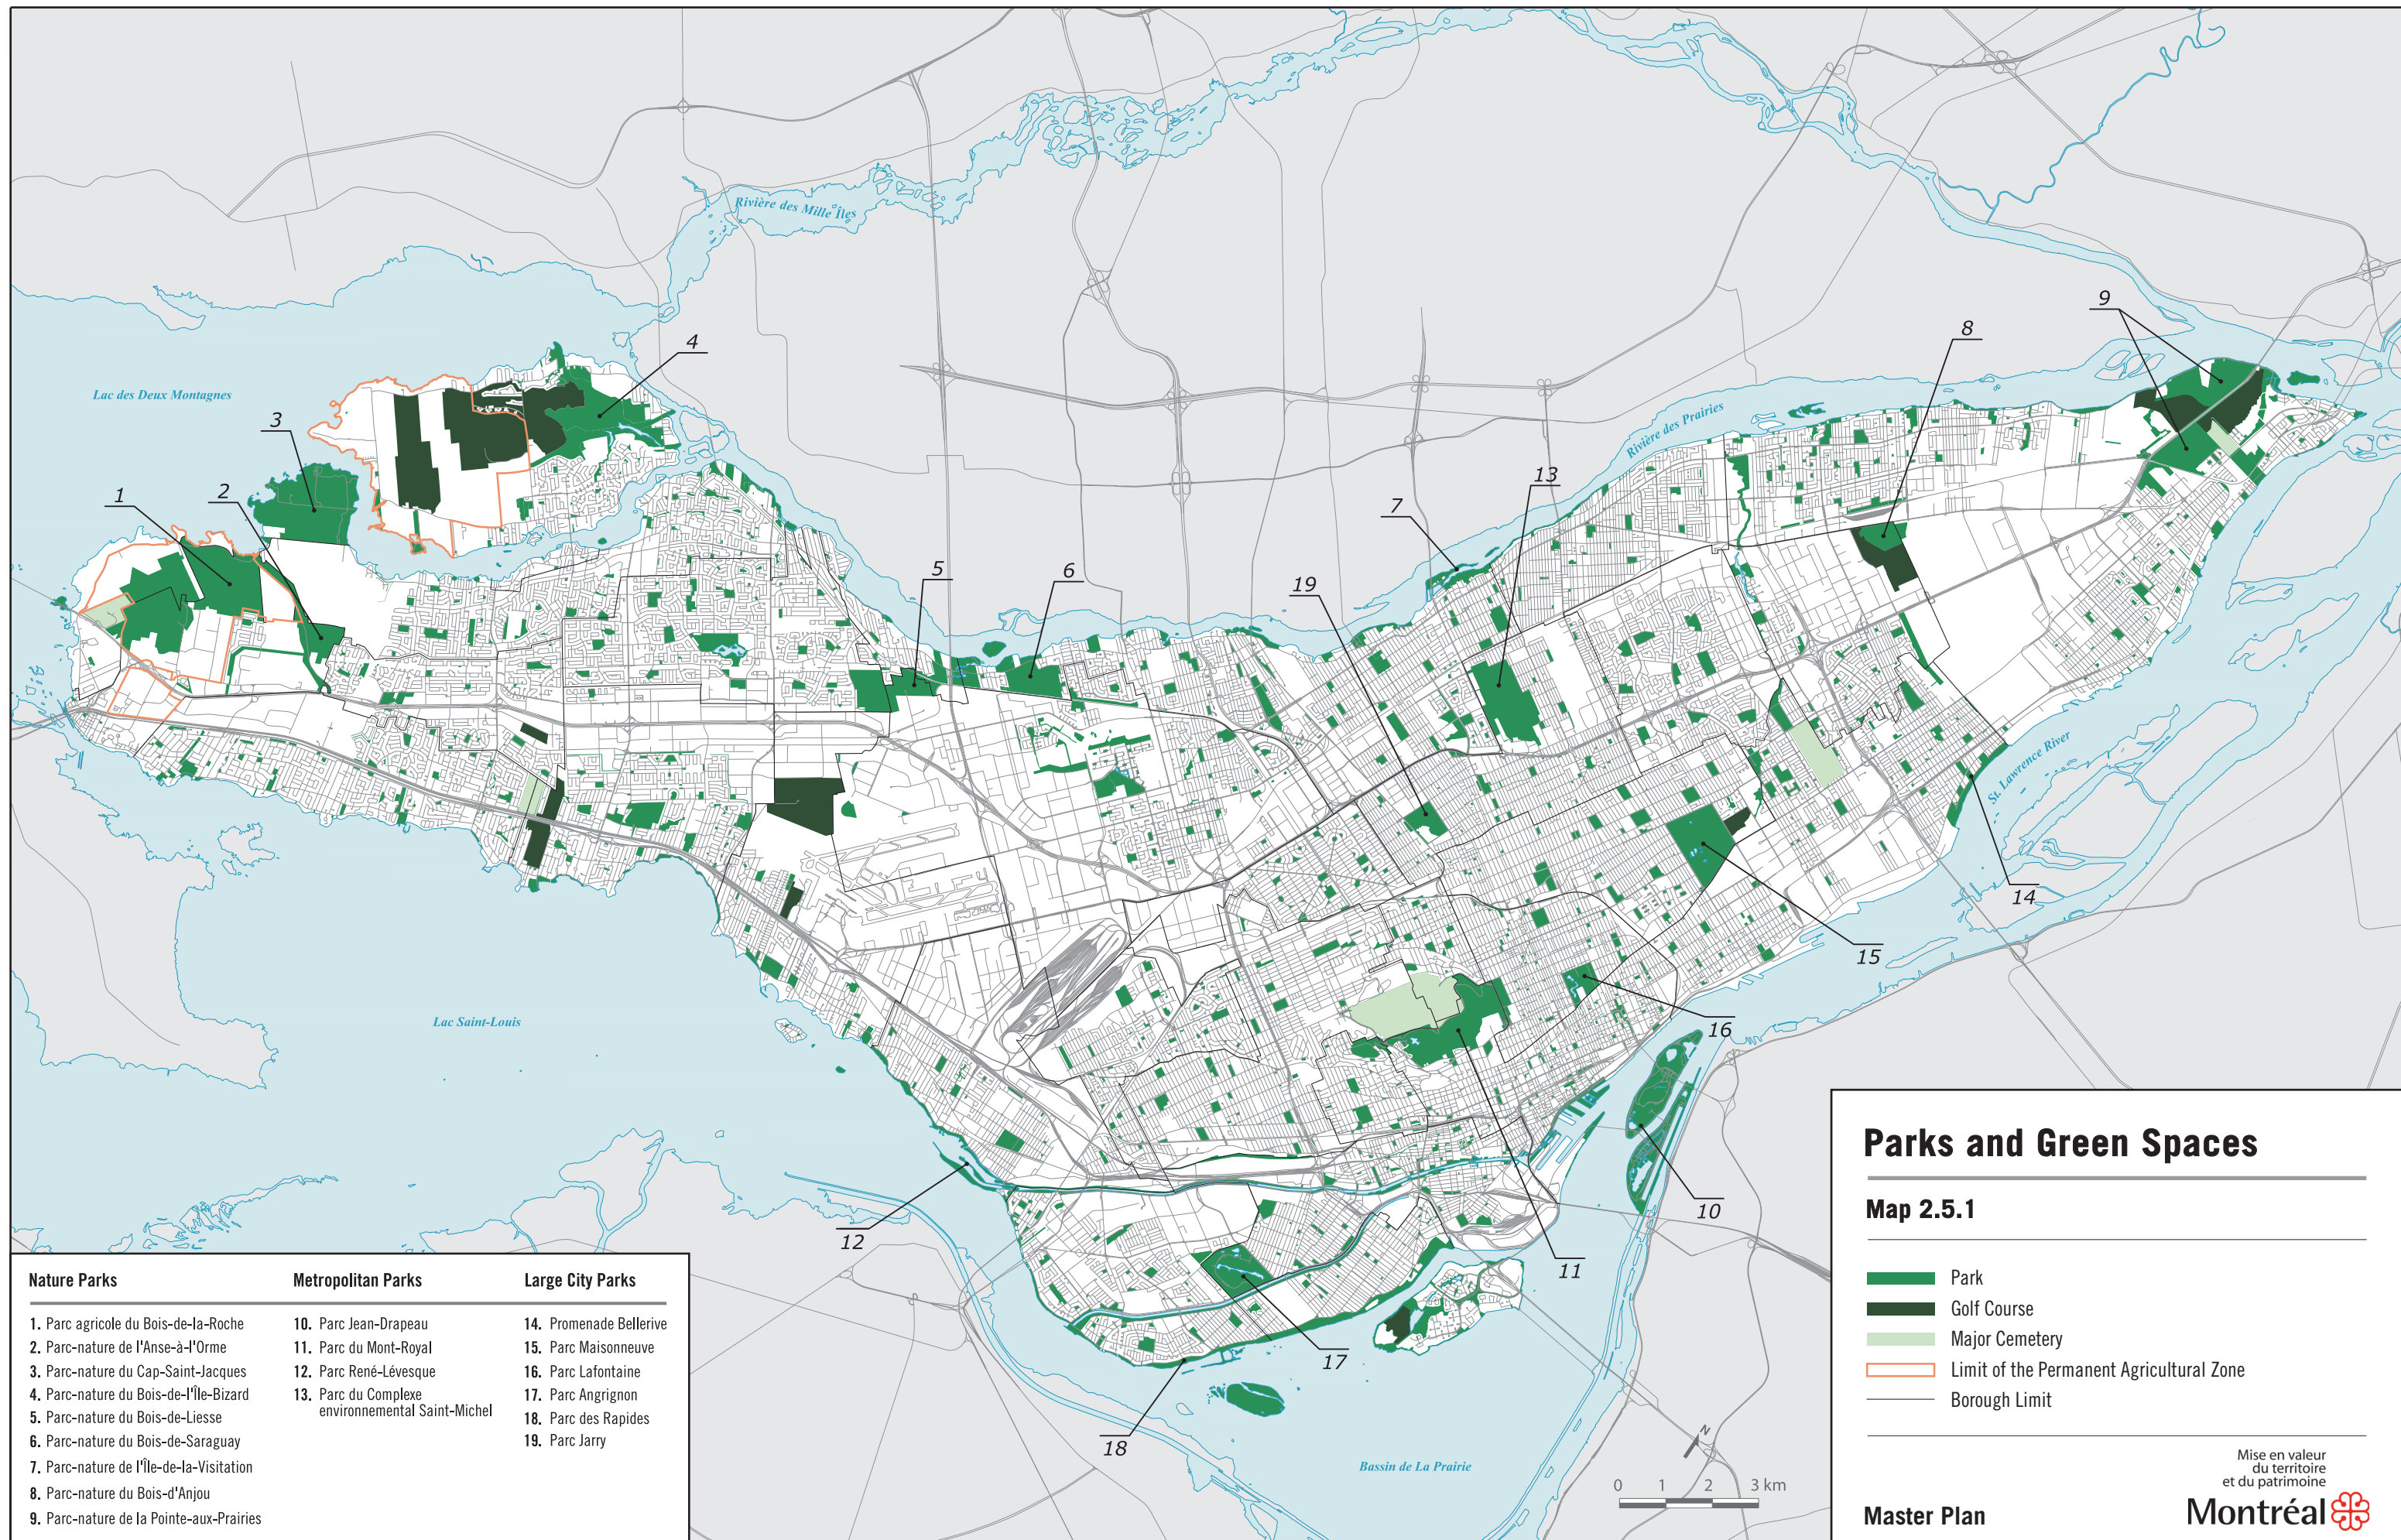 Rivière des Mille Îles
Lac des Deux Montagnes
Rivière des Prairies
St. Lawrence River
Lac Saint-Louis
Bassin de La Prairie
1
2
3
4
5
6
7
8
9
13
19
14
15
16
10
11
12
17
18
Nature Parks
1. Parc agricole du Bois-de-la-Roche
2. Parc-nature de l'Anse-à-l'Orme
3. Parc-nature du Cap-Saint-Jacques
4. Parc-nature du Bois-de-l'Île-Bizard
5. Parc-nature du Bois-de-Liesse
6. Parc-nature du Bois-de-Saraguay
7. Parc-nature de l'Île-de-la-Visitation
8. Parc-nature du Bois-d'Anjou
9. Parc-nature de la Pointe-aux-Prairies
Metropolitan Parks
10. Parc Jean-Drapeau
11. Parc du Mont-Royal
12. Parc René-Lévesque
13. Parc du Complexe
environnemental Saint-Michel
Large City Parks
14. Promenade Bellerive
15. Parc Maisonneuve
16. Parc Lafontaine
17. Parc Angrignon
18. Parc des Rapides
19. Parc Jarry
N
0 1 2 3 km
Parks and Green Spaces
Map 2.5.1
Park
Golf Course
Major Cemetery
Limit of the Permanent Agricultural Zone
Borough Limit
Mise en valeur
du territoire
et du patrimoine
Master Plan
Montréal